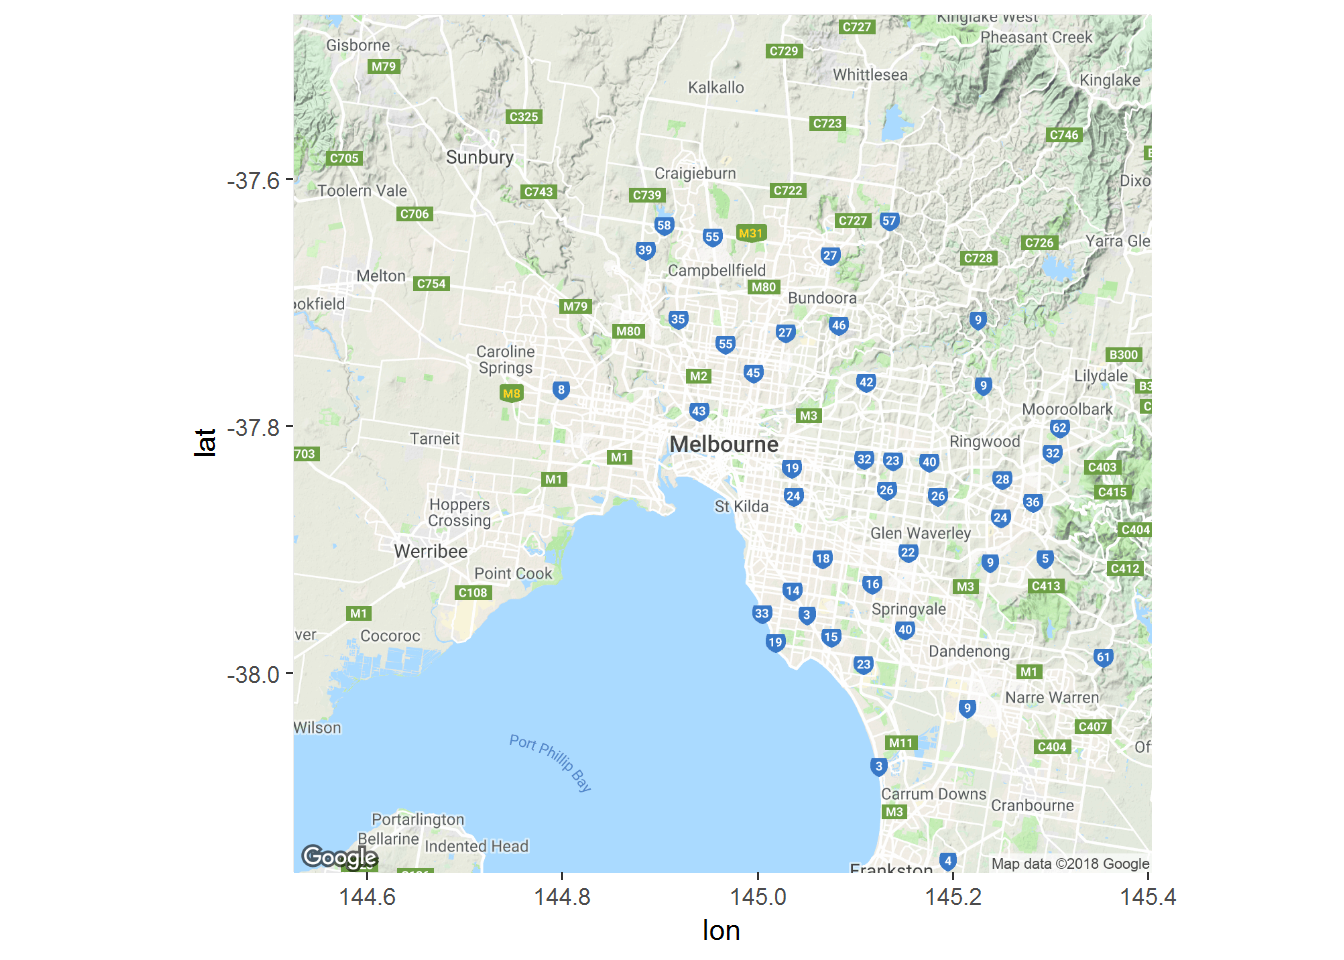 Kinglake West
C727
Pheasant Creek
Gisborne
C729
M79
Whittlesea
Kinglake
Kalkallo
C325
C723
C746
C705
Sunbury
Craigieburn
Dixo
-37.6
Toolern Vale
C743
C739
C722
C706
58
C727
57
55
M31
Yarra Gle
39
C726
27
C728
Campbellfield
Melton
C754
M80
Bundoora
ookfield
M79
35
9
M80
27
46
55
Caroline
Springs
B300
M2
45
Lilydale
42
9
B3
M8
8
C
43
Mooroolbark
M3
-37.8
62
Tarneit
Melbourne
Ringwood
703
M1
32
32
23
40
19
C403
M1
28
26
26
C415
24
Hoppers
Crossing
St Kilda
36
24
C404
Glen Waverley
Werribee
22
18
9
5
C412
Point Cook
16
M3
C413
C108
14
M1
33
3
Springvale
ver
Cocoroc
40
19
15
Dandenong
61
23
-38.0
M1
Narre Warren
9
Wilson
C407
Port Phillip Bay
M11
C404
Of
3
Carrum Downs
Cranbourne
M3
Portarlington
Bellarine
Indented Head
Google
4
Map data ©2018 Google
Frankston
144.6
144.8
145.0
145.2
145.4
lon
lat